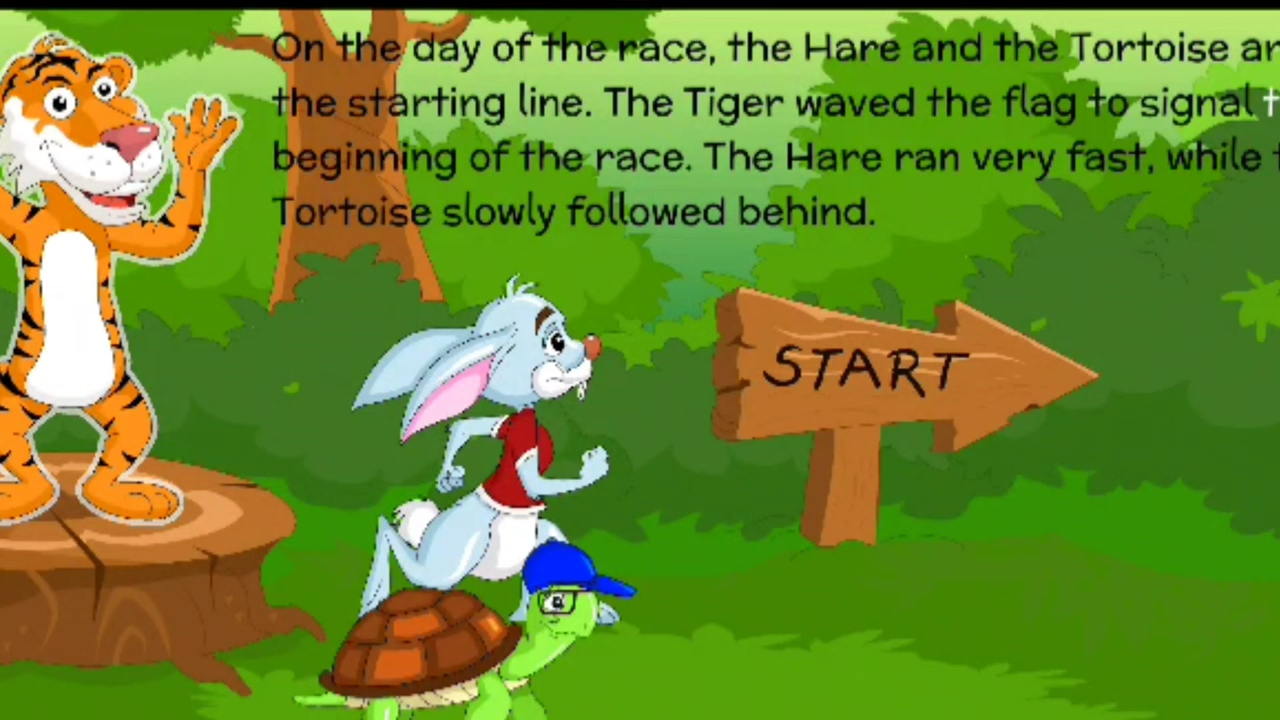 On the day of the race, the Hare and the Tortoise
the starting line. The Tiger waved the flag to signal
beginning of the race. The Hare ran very fast, while
Tortoise slowly followed behind.
START